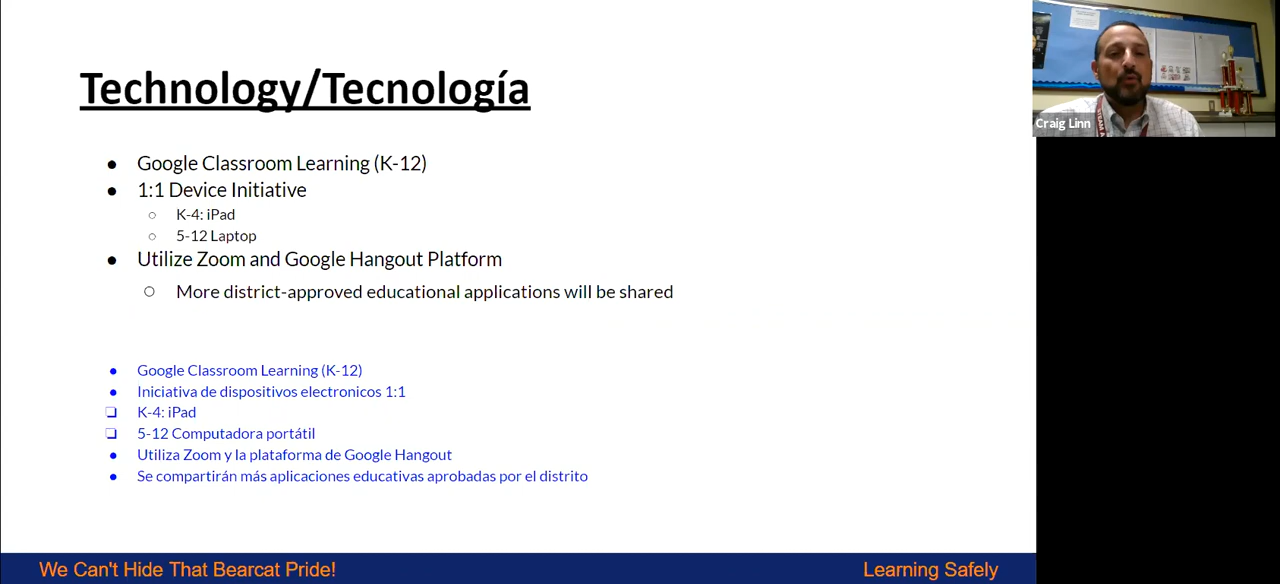 Technology/Tecnología
Craig Linn
Google Classroom Learning (K-12)
1:1 Device Initiative
K-4: iPad
5-12 Laptop
Utilize Zoom and Google Hangout Platform
More district-approved educational applications will be shared
Google Classroom Learning (K-12)
Iniciativa de dispositivos electronicos 1:1
K-4: iPad
5-12 Computadora portátil
Utiliza Zoom y la plataforma de Google Hangout
Se compartirán más aplicaciones educativas aprobadas por el distrito
We Can't Hide That Bearcat Pride!
Learning Safely